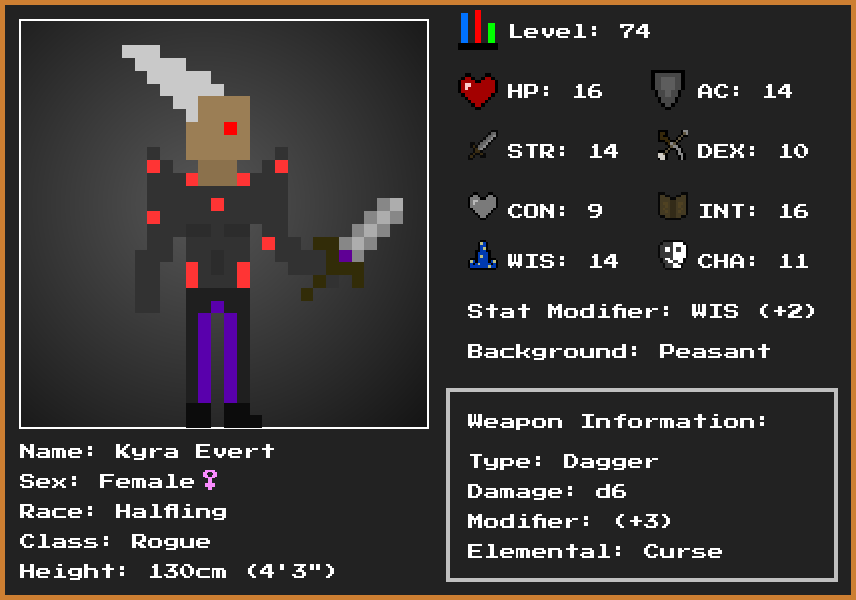 Level: 74
HP: 16
AC: 14
STR: 14
DEX: 10
CON: 9
INT: 16
WIS: 14
CHA: 11
Stat Modifier: WIS (+2)
Background: Peasant
Weapon Information:
Type: Dagger
Damage: d6
Modifier: (+3)
Elemental: Curse
Name: Kyra Evert
Sex: Female♀
Race: Halfling
Class: Rogue
Height: 130cm (4'3")